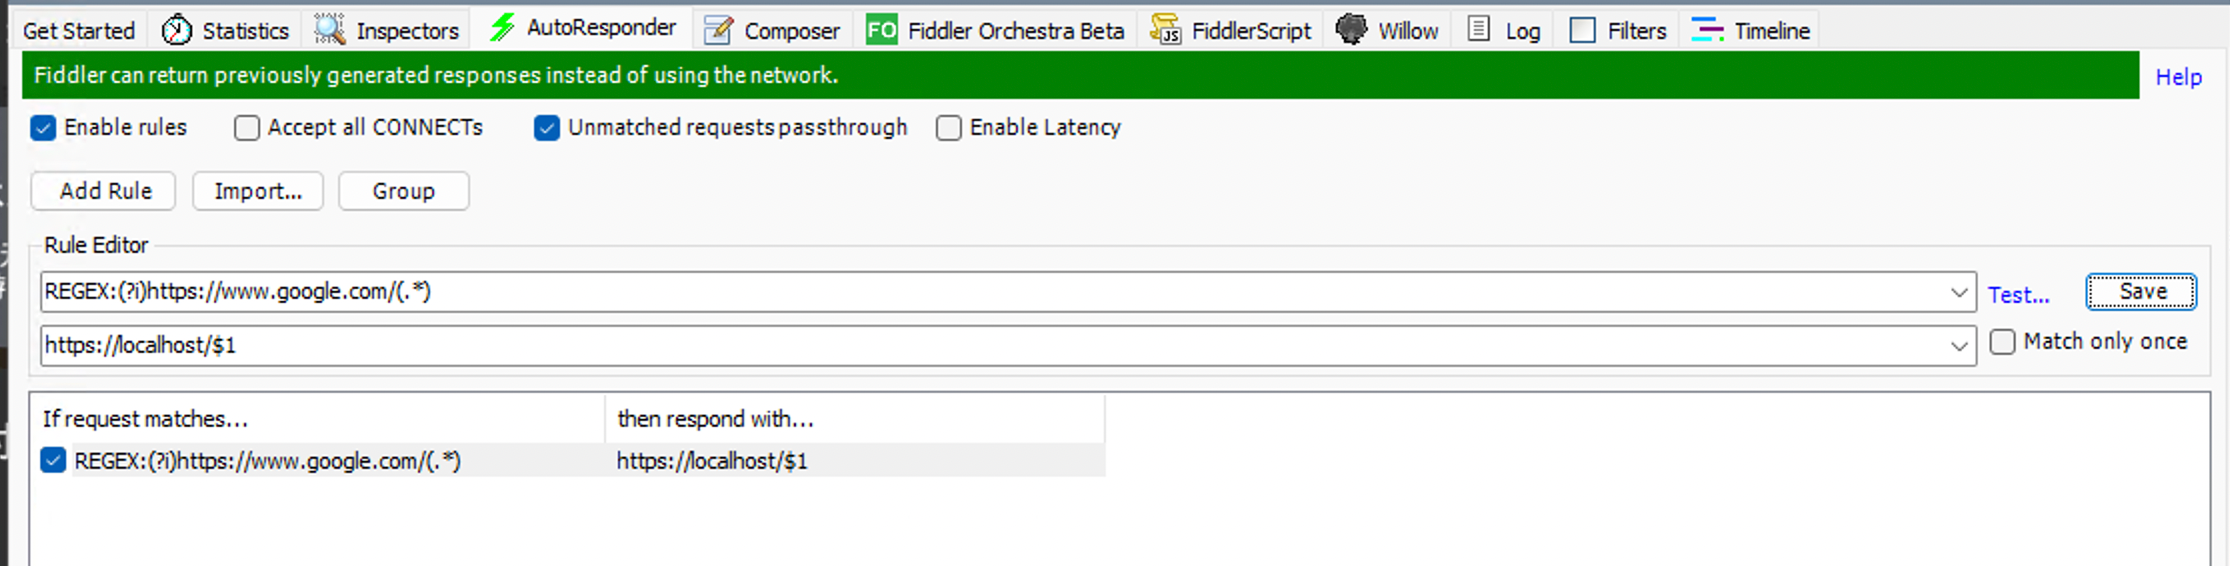 Get Started Statistics Inspectors AutoResponder Composer FO Fiddler Orchestra Beta JS FiddlerScript Willow Log Filters Timeline
Fiddler can return previously generated responses instead of using the network. Help
Enable rules Accept all CONNECTs Unmatched requests passthrough Enable Latency
Add Rule Import... Group
Rule Editor
REGEX:(?i)https://www.google.com/(.*) Test... Save
https://localhost/$1 Match only once
If request matches... then respond with...
REGEX:(?i)https://www.google.com/(.*) https://localhost/$1